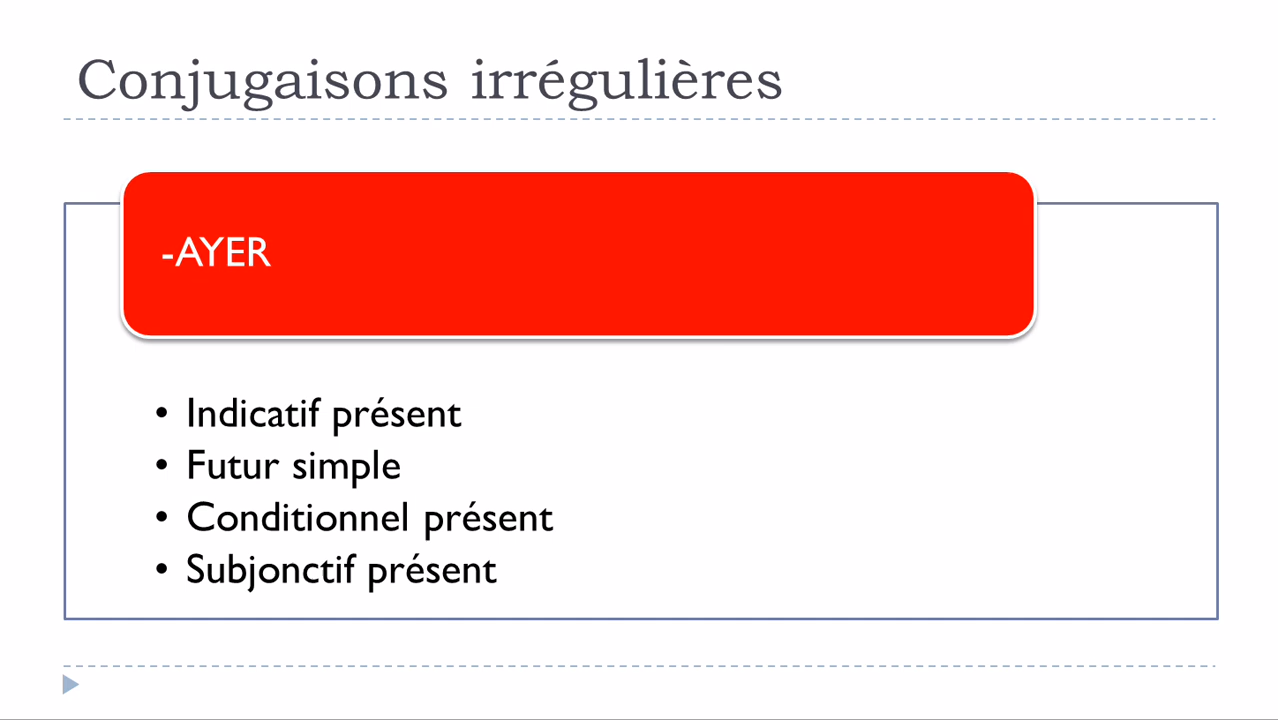 Conjugaisons irrégulières
-AYER
• Indicatif présent
• Futur simple
• Conditionnel présent
• Subjonctif présent